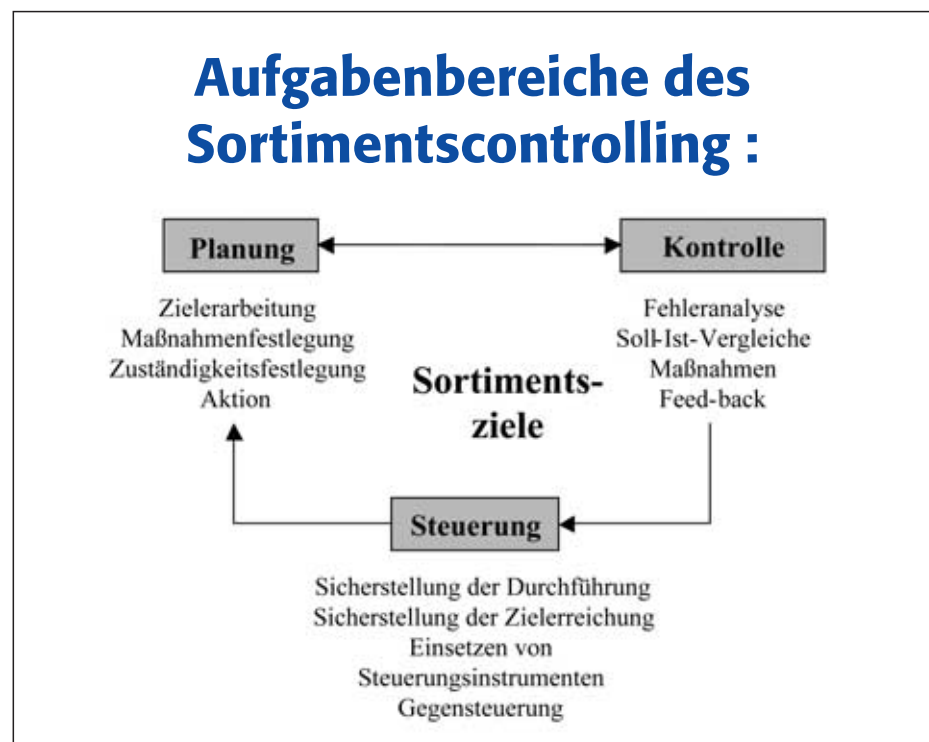 Aufgabenbereiche des
Sortimentscontrolling :
Planung
Zielerarbeitung
Maßnahmenfestlegung
Zuständigkeitsfestlegung
Aktion
Kontrolle
Fehleranalyse
Soll-Ist-Vergleiche
Maßnahmen
Feed-back
Sortiments-
ziele
Steuerung
Sicherstellung der Durchführung
Sicherstellung der Zielerreichung
Einsetzen von
Steuerungsinstrumenten
Gegensteuerung